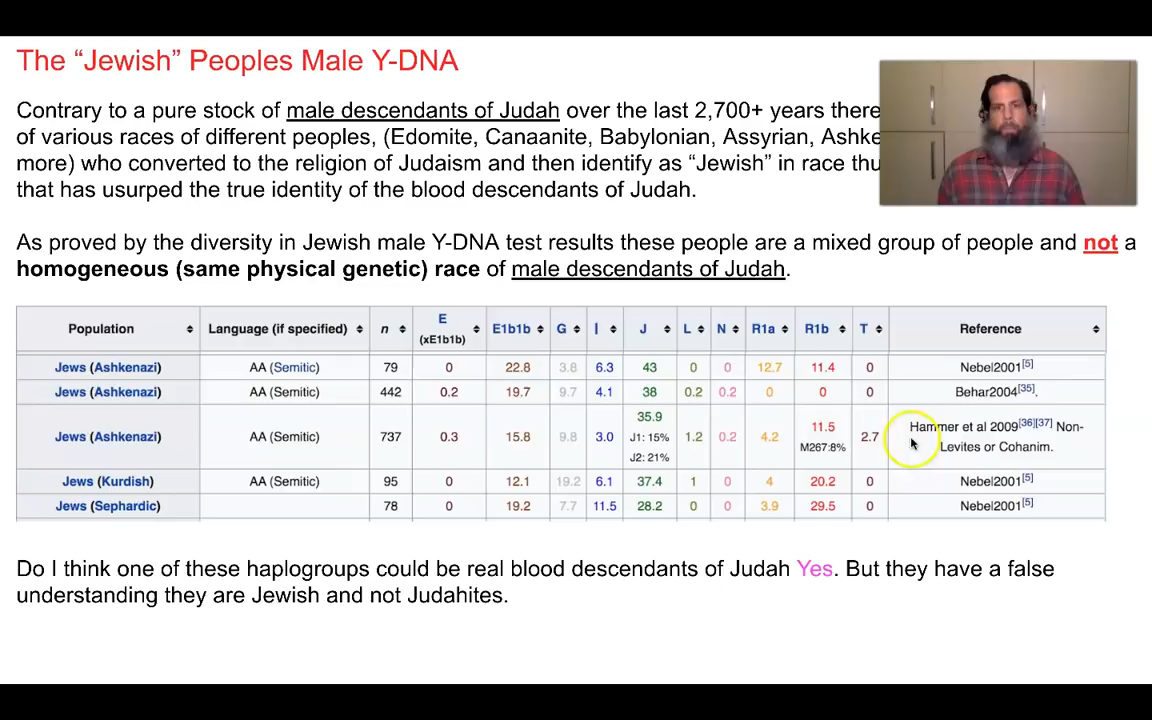 The “Jewish” Peoples Male Y-DNA
Contrary to a pure stock of male descendants of Judah over the last 2,700+ years there
of various races of different peoples, (Edomite, Canaanite, Babylonian, Assyrian,
more) who converted to the religion of Judaism and then identify as “Jewish” in race
that has usurped the true identity of the blood descendants of Judah.
As proved by the diversity in Jewish male Y-DNA test results these people are a mixed group of people and not a
homogeneous (same physical genetic) race of male descendants of Judah.
Population Language (if specified) n E (xE1b1b) E1b1b G I J L N R1a R1b T Reference
Jews (Ashkenazi) AA (Semitic) 79 0 22.8 3.8 6.3 43 0 0 12.7 11.4 0 Nebel2001[5]
Jews (Ashkenazi) AA (Semitic) 442 0.2 19.7 9.7 4.1 38 0.2 0.2 0 0 0 Behar2004[35].
Jews (Ashkenazi) AA (Semitic) 737 0.3 15.8 9.8 3.0 35.9 J1: 15% J2: 21% 1.2 0.2 4.2 11.5 M267:8% 2.7 Hammer et al 2009[36][37] Non-Levites or Cohanim.
Jews (Kurdish) AA (Semitic) 95 0 12.1 19.2 6.1 37.4 1 0 4 20.2 0 Nebel2001[5]
Jews (Sephardic) 78 0 19.2 7.7 11.5 28.2 0 0 3.9 29.5 0 Nebel2001[5]
Do I think one of these haplogroups could be real blood descendants of Judah Yes. But they have a false
understanding they are Jewish and not Judahites.